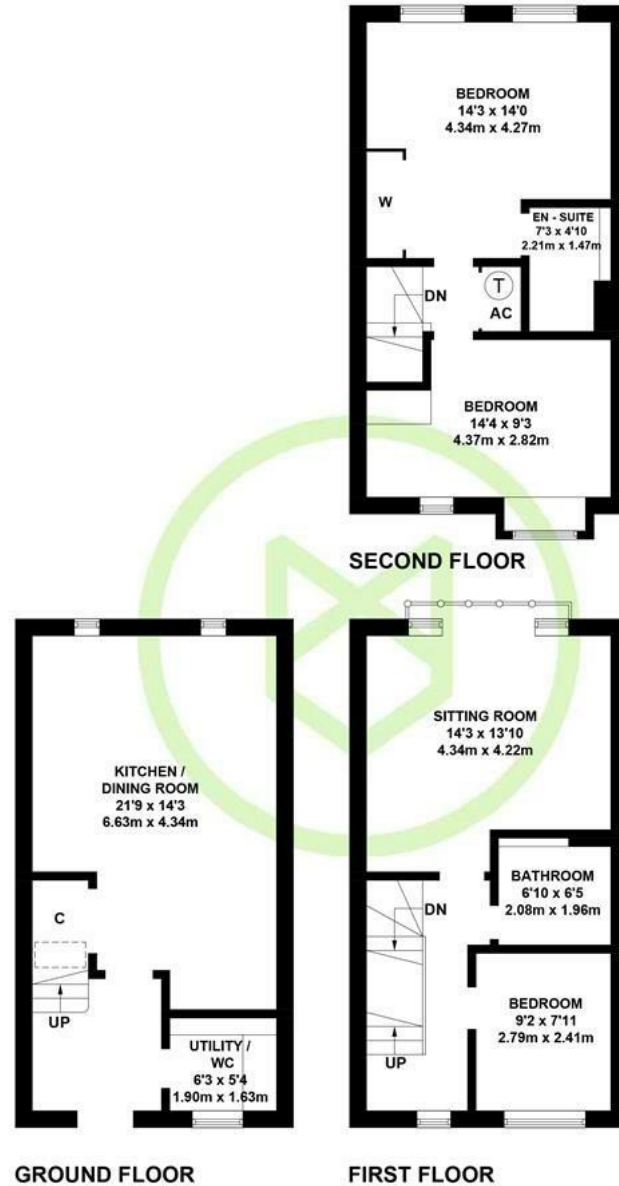 BEDROOM
14'3 x 14'0
4.34m x 4.27m
W
EN - SUITE
7'3 x 4'10
2.21m x 1.47m
DN
T
AC
BEDROOM
14'4 x 9'3
4.37m x 2.82m
SECOND FLOOR
KITCHEN /
DINING ROOM
21'9 x 14'3
6.63m x 4.34m
C
UP
UTILITY /
WC
6'3 x 5'4
1.90m x 1.63m
GROUND FLOOR
SITTING ROOM
14'3 x 13'10
4.34m x 4.22m
BATHROOM
6'10 x 6'5
2.08m x 1.96m
DN
BEDROOM
9'2 x 7'11
2.79m x 2.41m
UP
FIRST FLOOR